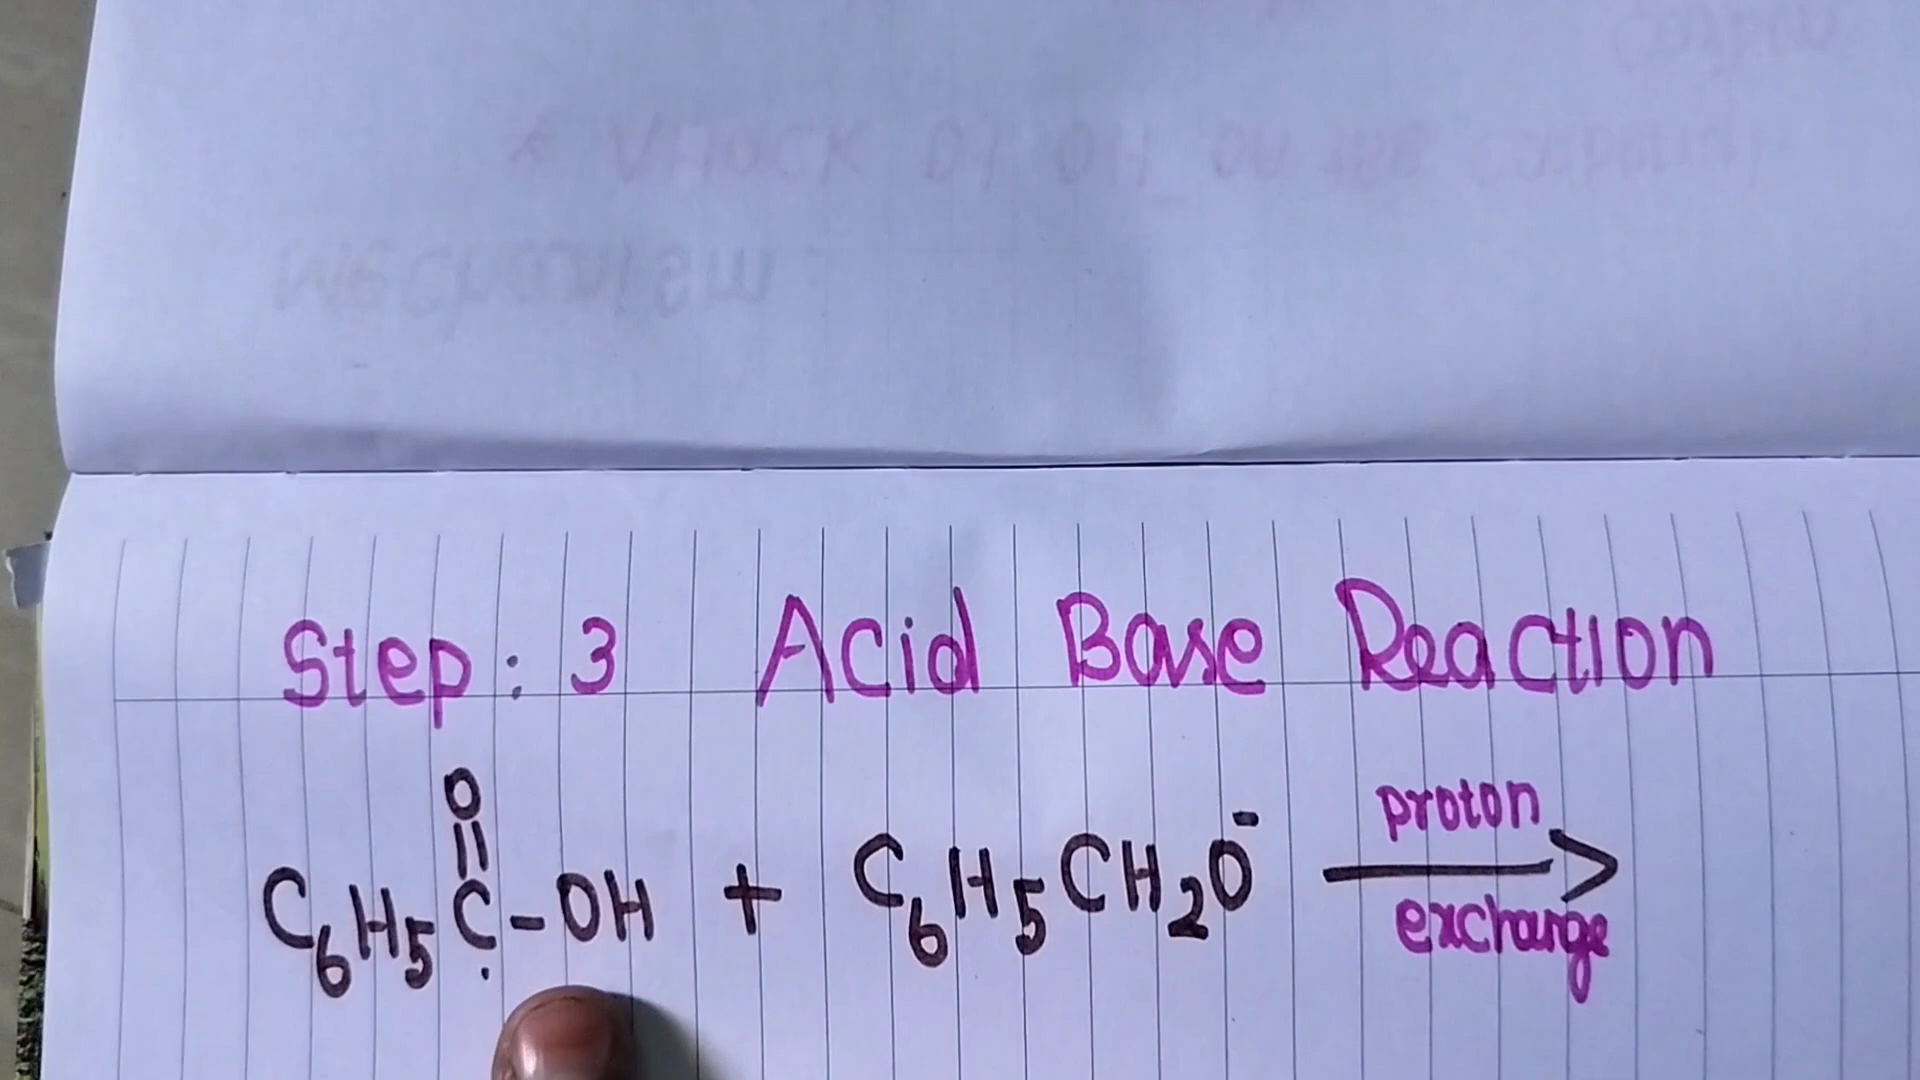 Step: 3 Acid Base Reaction
O
||
C6H5C-OH + C6H5CH2O⁻ proton exchange →